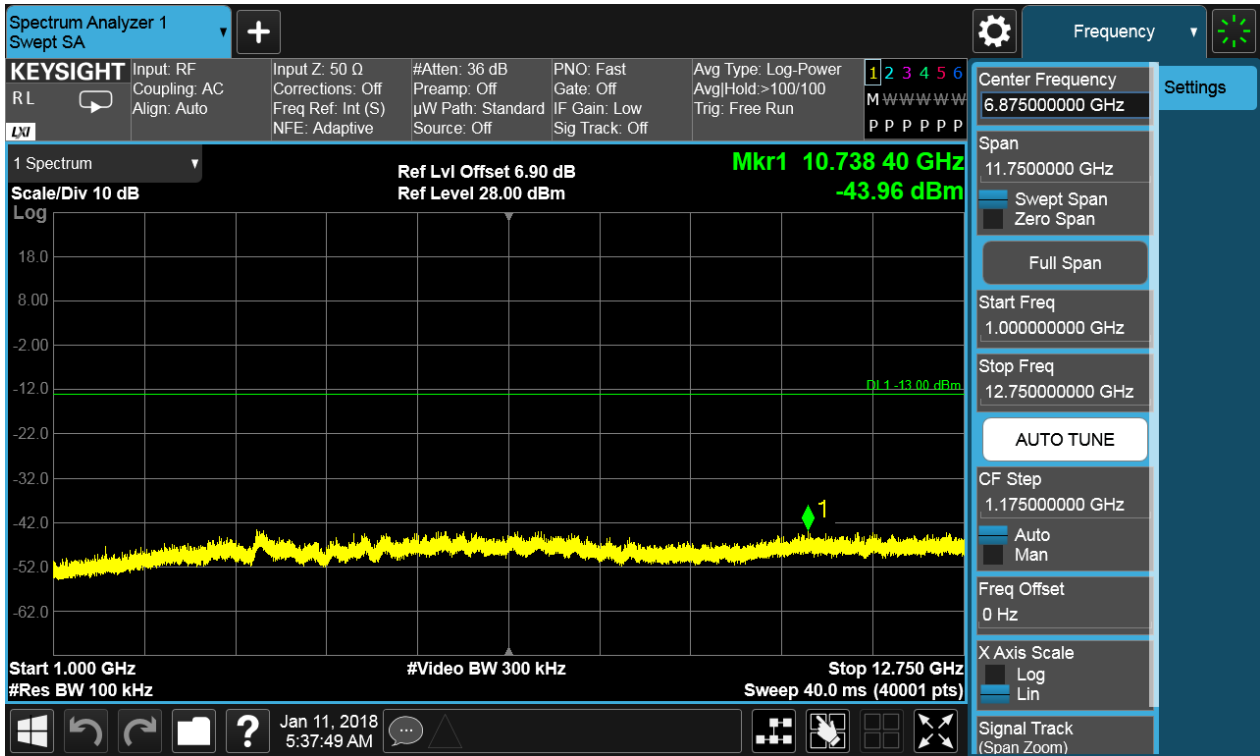 Spectrum Analyzer 1
Swept SA
+
Frequency
KEYSIGHT
RL
LXI
Input: RF
Coupling: AC
Align: Auto
Input Z: 50 Ω
Corrections: Off
Freq Ref: Int (S)
NFE: Adaptive
#Atten: 36 dB
Preamp: Off
µW Path: Standard
Source: Off
PNO: Fast
Gate: Off
IF Gain: Low
Sig Track: Off
Avg Type: Log-Power
Avg|Hold:>100/100
Trig: Free Run
1 2 3 4 5 6
M W W W W W
P P P P P P
1 Spectrum
Scale/Div 10 dB
Log
Ref Lvl Offset 6.90 dB
Ref Level 28.00 dBm
Mkr1 10.738 40 GHz
-43.96 dBm
18.0
8.00
-2.00
-12.0
DL1 -13.00 dBm
-22.0
-32.0
-42.0
1
-52.0
-62.0
Start 1.000 GHz
#Res BW 100 kHz
#Video BW 300 kHz
Stop 12.750 GHz
Sweep 40.0 ms (40001 pts)
Center Frequency
6.875000000 GHz
Span
11.7500000 GHz
Swept Span
Zero Span
Full Span
Start Freq
1.000000000 GHz
Stop Freq
12.750000000 GHz
AUTO TUNE
CF Step
1.175000000 GHz
Auto
Man
Freq Offset
0 Hz
X Axis Scale
Log
Lin
Signal Track
(Span Zoom)
Settings
?
Jan 11, 2018
5:37:49 AM